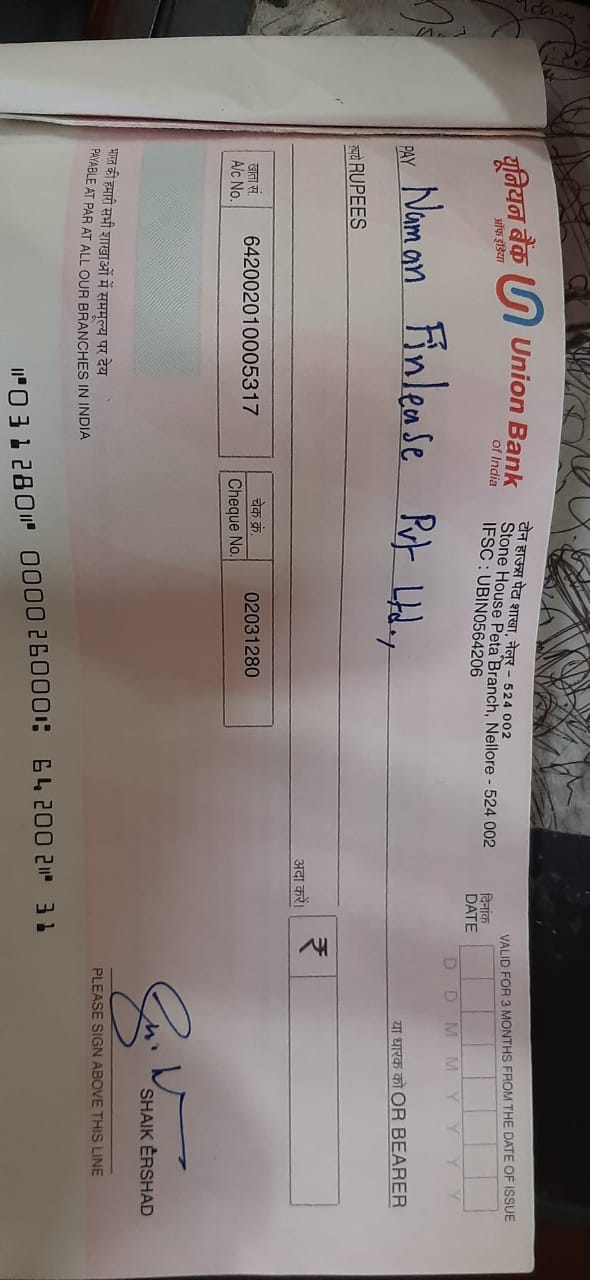 यूनियन बैंक Union Bank
ऑफ इंडिया of India
टोन हाऊस पेटा शाखा, नेलूर – 524 002
Stone House Peta Branch, Nellore - 524 002
IFSC : UBIN0564206
VALID FOR 3 MONTHS FROM THE DATE OF ISSUE
दिनांक
DATE
D D M M Y Y Y Y
PAY Naman Finlease Pvt Ltd.,
या धारक को OR BEARER
रुपये RUPEES
अदा करें।
₹
खाता सं.
A/c No.
642002010005317
चेक क्रं.
Cheque No.
02031280
SHAIK ERSHAD
भारत की हमारी सभी शाखाओं में सममूल्य पर देय
PAYABLE AT PAR AT ALL OUR BRANCHES IN INDIA
PLEASE SIGN ABOVE THIS LINE
⑈031280⑈ 000026000⑆ 642002⑈ 31